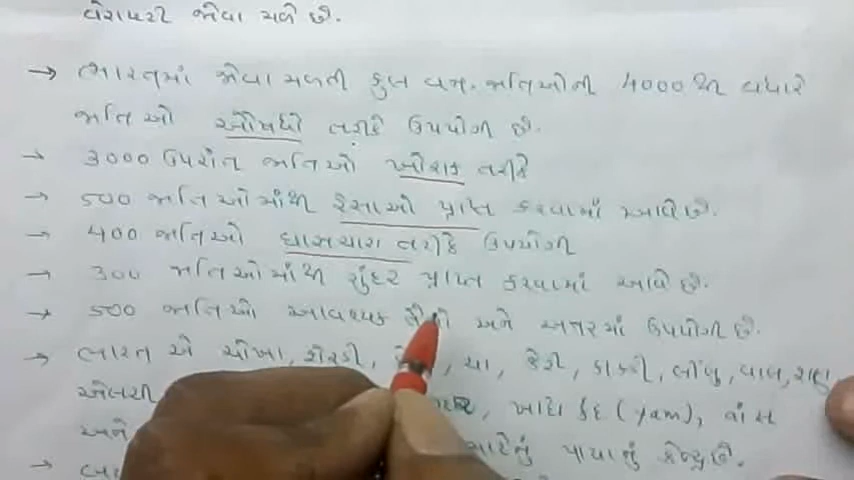 જોવા મળે છે.
→ ભારતમાં જોવા મળતી કુલ વન. જાતિઓની 4000 થી વધારે
જાતિઓ ઔષધી તરીકે ઉપયોગી છે.
→ 3000 ઉપરાંત જાતિઓ ખોરાક તરીકે
→ 500 જાતિઓમાંથી રેસાઓ પ્રાપ્ત કરવામાં આવે છે.
→ 400 જાતિઓ ઘાસચારા તરીકે ઉપયોગી
→ 300 જાતિઓમાંથી ગુંદર પ્રાપ્ત કરવામાં આવે છે.
→ 500 જાતિઓ આવશ્યક અને અત્તરમાં ઉપયોગી છે.
→ ભારત એ ચોખા, શેરડી, ચા, કેરી, કાકડી, લીંબુ,
એલચી , ખાદ્ય કંદ (yam), વાંસ
અને માટેનું પાયાનું કેન્દ્ર છે.
→